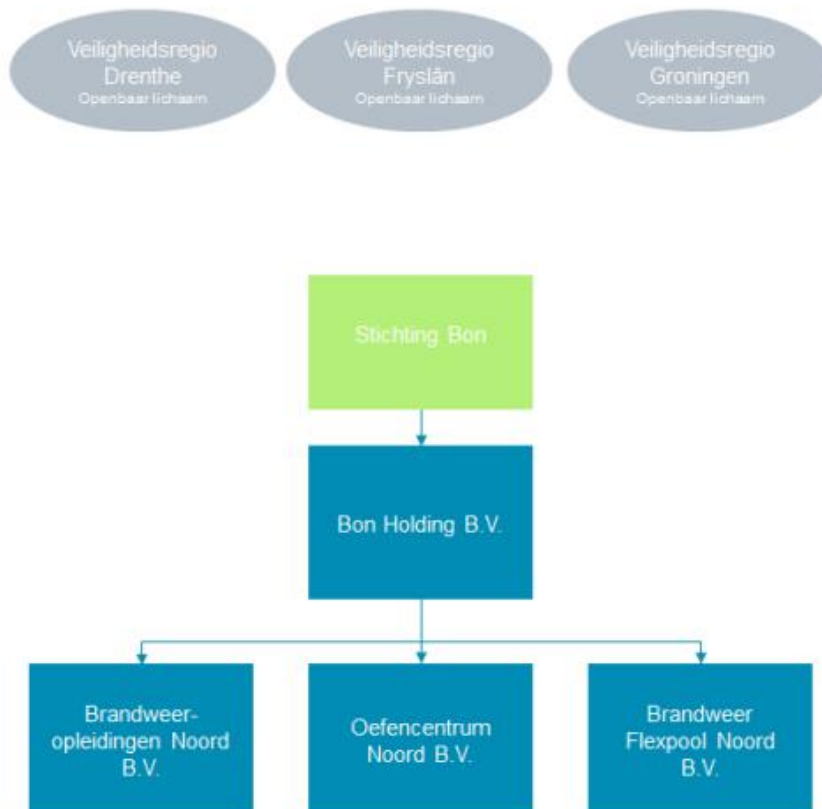 Veiligheidsregio
Drenthe
Openbaar lichaam
Veiligheidsregio
Fryslân
Openbaar lichaam
Veiligheidsregio
Groningen
Openbaar lichaam
Stichting Bon
Bon Holding B.V.
Brandweer-
opleidingen Noord
B.V.
Oefencentrum
Noord B.V.
Brandweer
Flexpool Noord
B.V.